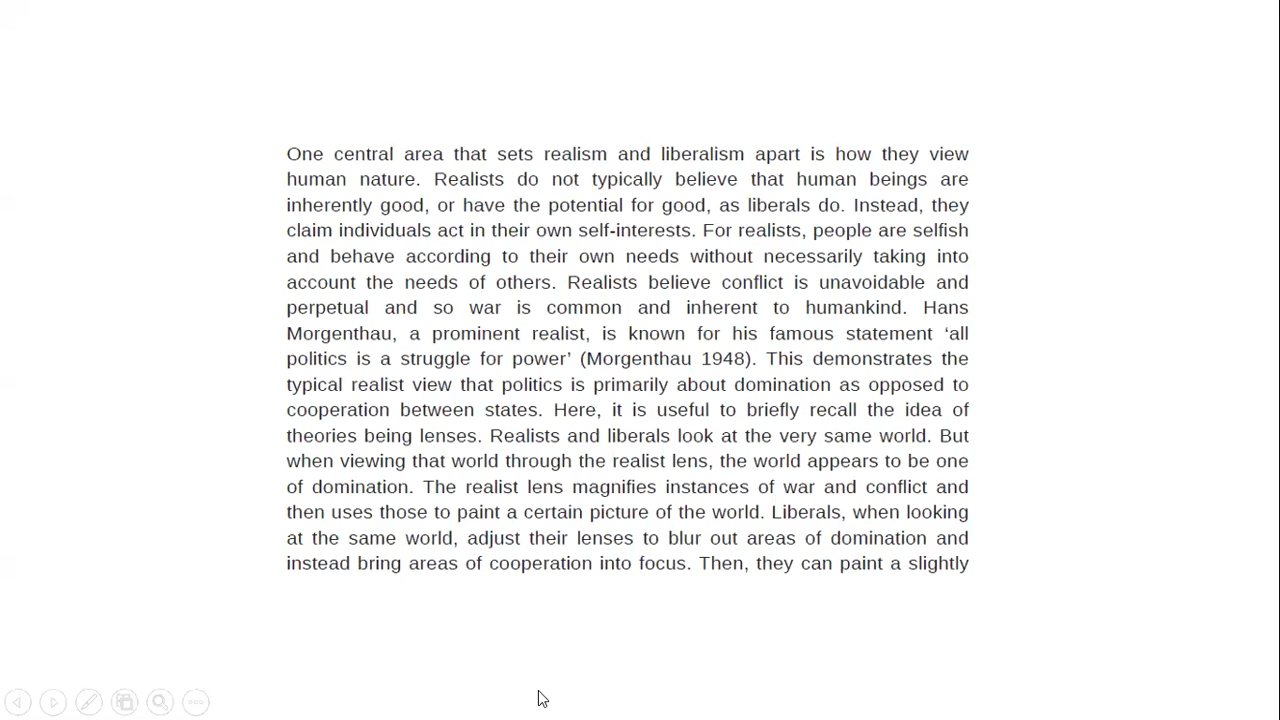 One central area that sets realism and liberalism apart is how they view
human nature. Realists do not typically believe that human beings are
inherently good, or have the potential for good, as liberals do. Instead, they
claim individuals act in their own self-interests. For realists, people are selfish
and behave according to their own needs without necessarily taking into
account the needs of others. Realists believe conflict is unavoidable and
perpetual and so war is common and inherent to humankind. Hans
Morgenthau, a prominent realist, is known for his famous statement ‘all
politics is a struggle for power’ (Morgenthau 1948). This demonstrates the
typical realist view that politics is primarily about domination as opposed to
cooperation between states. Here, it is useful to briefly recall the idea of
theories being lenses. Realists and liberals look at the very same world. But
when viewing that world through the realist lens, the world appears to be one
of domination. The realist lens magnifies instances of war and conflict and
then uses those to paint a certain picture of the world. Liberals, when looking
at the same world, adjust their lenses to blur out areas of domination and
instead bring areas of cooperation into focus. Then, they can paint a slightly